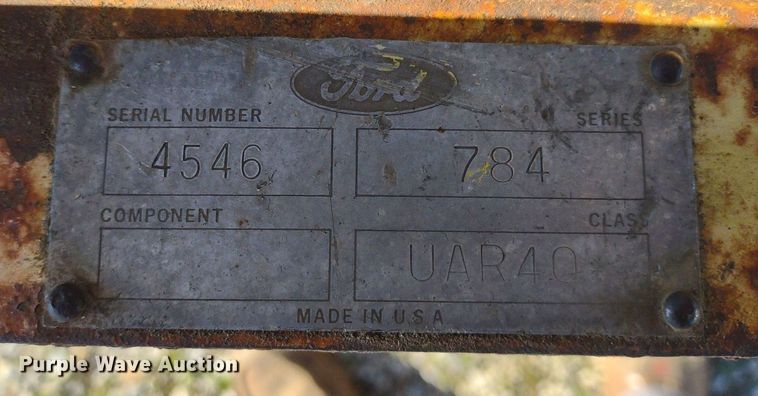 Ford
SERIAL NUMBER SERIES
4546 784
COMPONENT CLASS
UAR40
MADE IN U S A
Purple Wave Auction